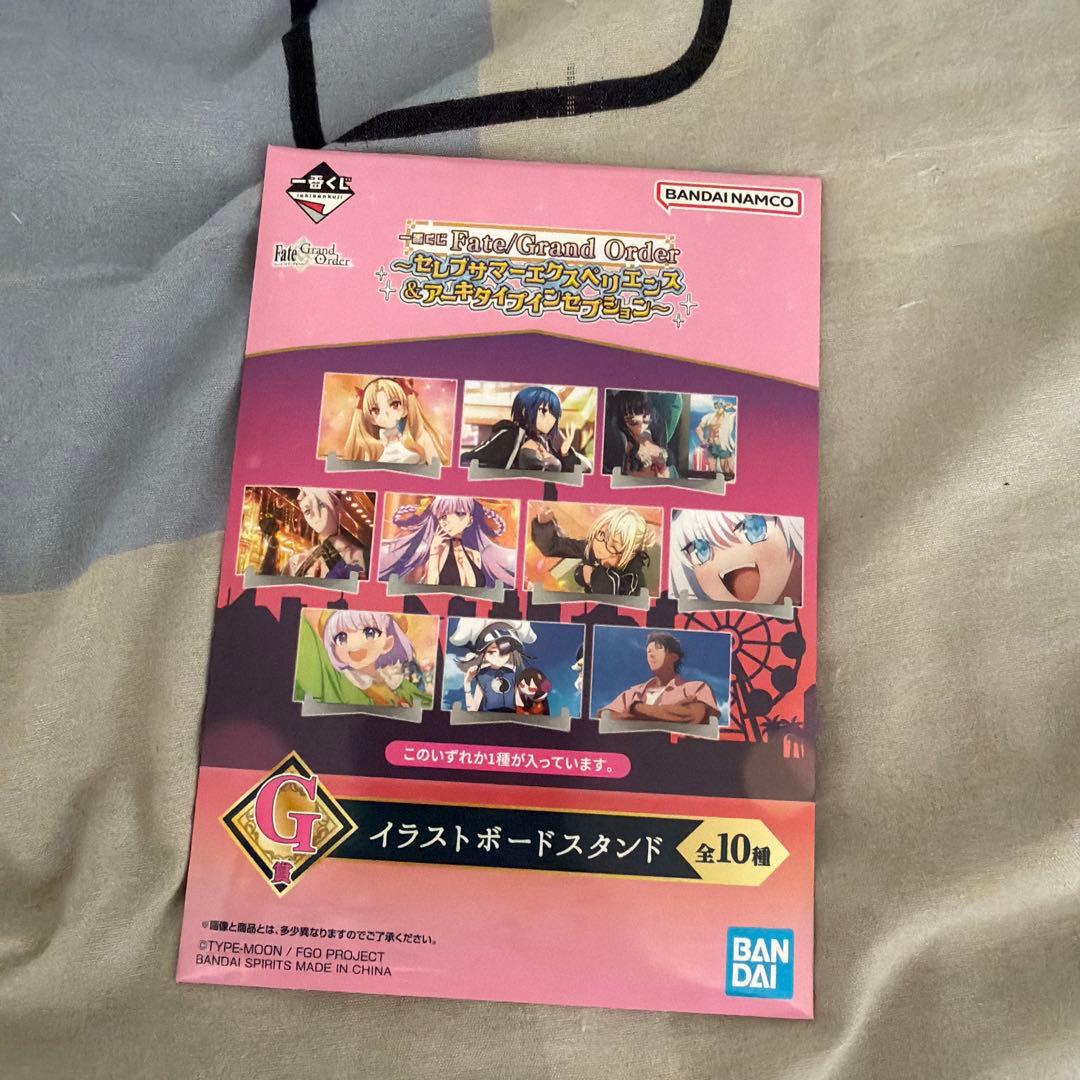 一番くじ
ichibankuji
BANDAI NAMCO
Fate/Grand Order
一番くじ Fate/Grand Order
~セレブサマーエクスペリエンス
&アーキタイプインセプション~
このいずれか1種が入っています。
G賞
イラストボードスタンド
全10種
※画像と商品とは、多少異なりますのでご了承ください。
©TYPE-MOON / FGO PROJECT
BANDAI SPIRITS MADE IN CHINA
BAN
DAI